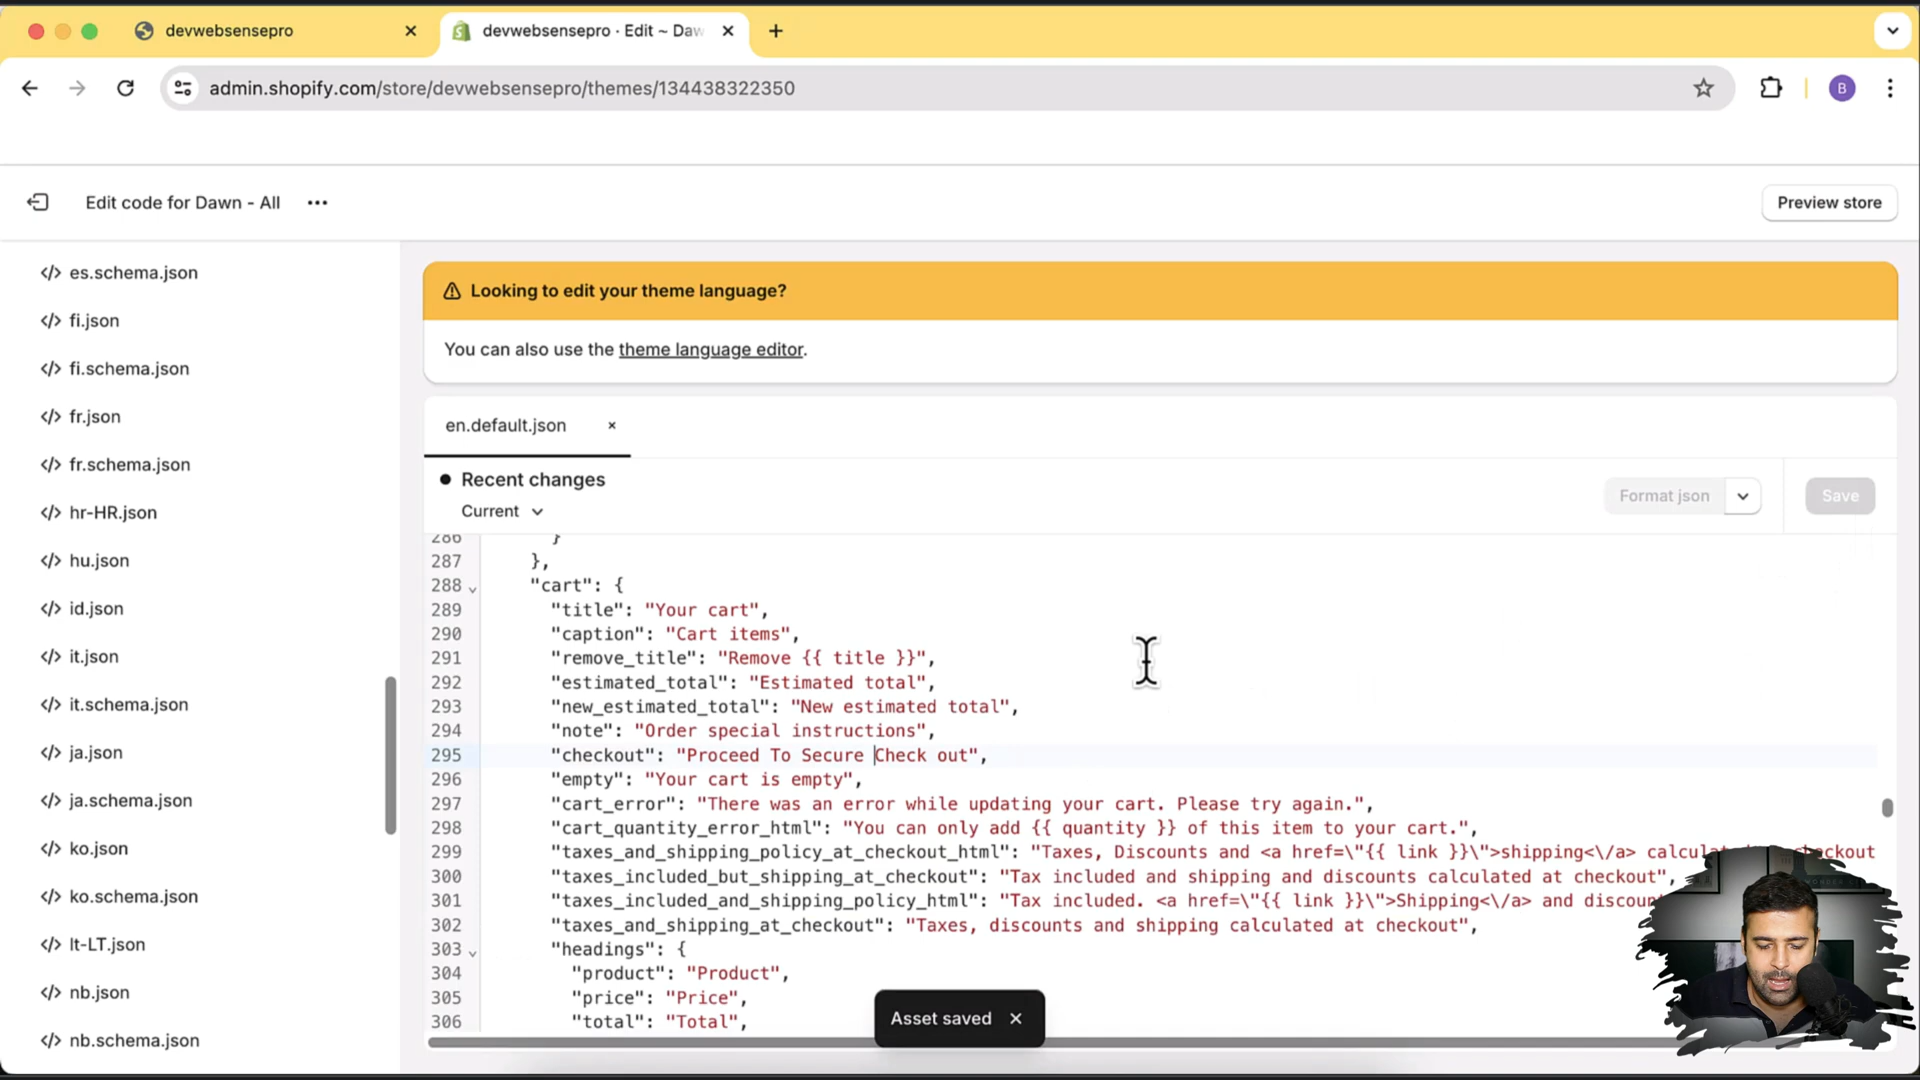 devwebsensepro
devwebsensepro · Edit ~ Daw
admin.shopify.com/store/devwebsensepro/themes/134438322350
B
Edit code for Dawn - All
Preview store
</> es.schema.json
</> fi.json
</> fi.schema.json
</> fr.json
</> fr.schema.json
</> hr-HR.json
</> hu.json
</> id.json
</> it.json
</> it.schema.json
</> ja.json
</> ja.schema.json
</> ko.json
</> ko.schema.json
</> lt-LT.json
</> nb.json
</> nb.schema.json
Looking to edit your theme language?
You can also use the theme language editor.
en.default.json
Recent changes
Current
Format json
Save
286 }
287 },
288 "cart": {
289 "title": "Your cart",
290 "caption": "Cart items",
291 "remove_title": "Remove {{ title }}",
292 "estimated_total": "Estimated total",
293 "new_estimated_total": "New estimated total",
294 "note": "Order special instructions",
295 "checkout": "Proceed To Secure Check out",
296 "empty": "Your cart is empty",
297 "cart_error": "There was an error while updating your cart. Please try again.",
298 "cart_quantity_error_html": "You can only add {{ quantity }} of this item to your cart.",
299 "taxes_and_shipping_policy_at_checkout_html": "Taxes, Discounts and <a href=\"{{ link }}\">shipping<\/a> checkout
300 "taxes_included_but_shipping_at_checkout": "Tax included and shipping and discounts calculated at checkout",
301 "taxes_included_and_shipping_policy_html": "Tax included. <a href=\"{{ link }}\">Shipping<\/a> and
302 "taxes_and_shipping_at_checkout": "Taxes, discounts and shipping calculated at checkout",
303 "headings": {
304 "product": "Product",
305 "price": "Price",
306 "total": "Total",
Asset saved